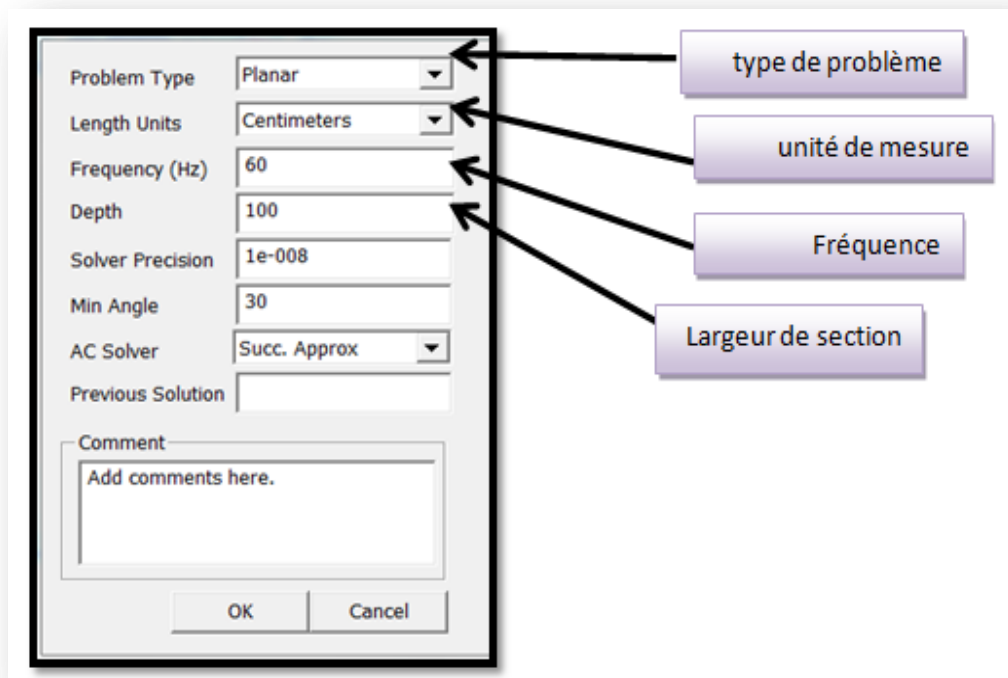 Problem Type Planar
Length Units Centimeters
Frequency (Hz) 60
Depth 100
Solver Precision 1e-008
Min Angle 30
AC Solver Succ. Approx
Previous Solution
Comment
Add comments here.
OK Cancel
type de problème
unité de mesure
Fréquence
Largeur de section